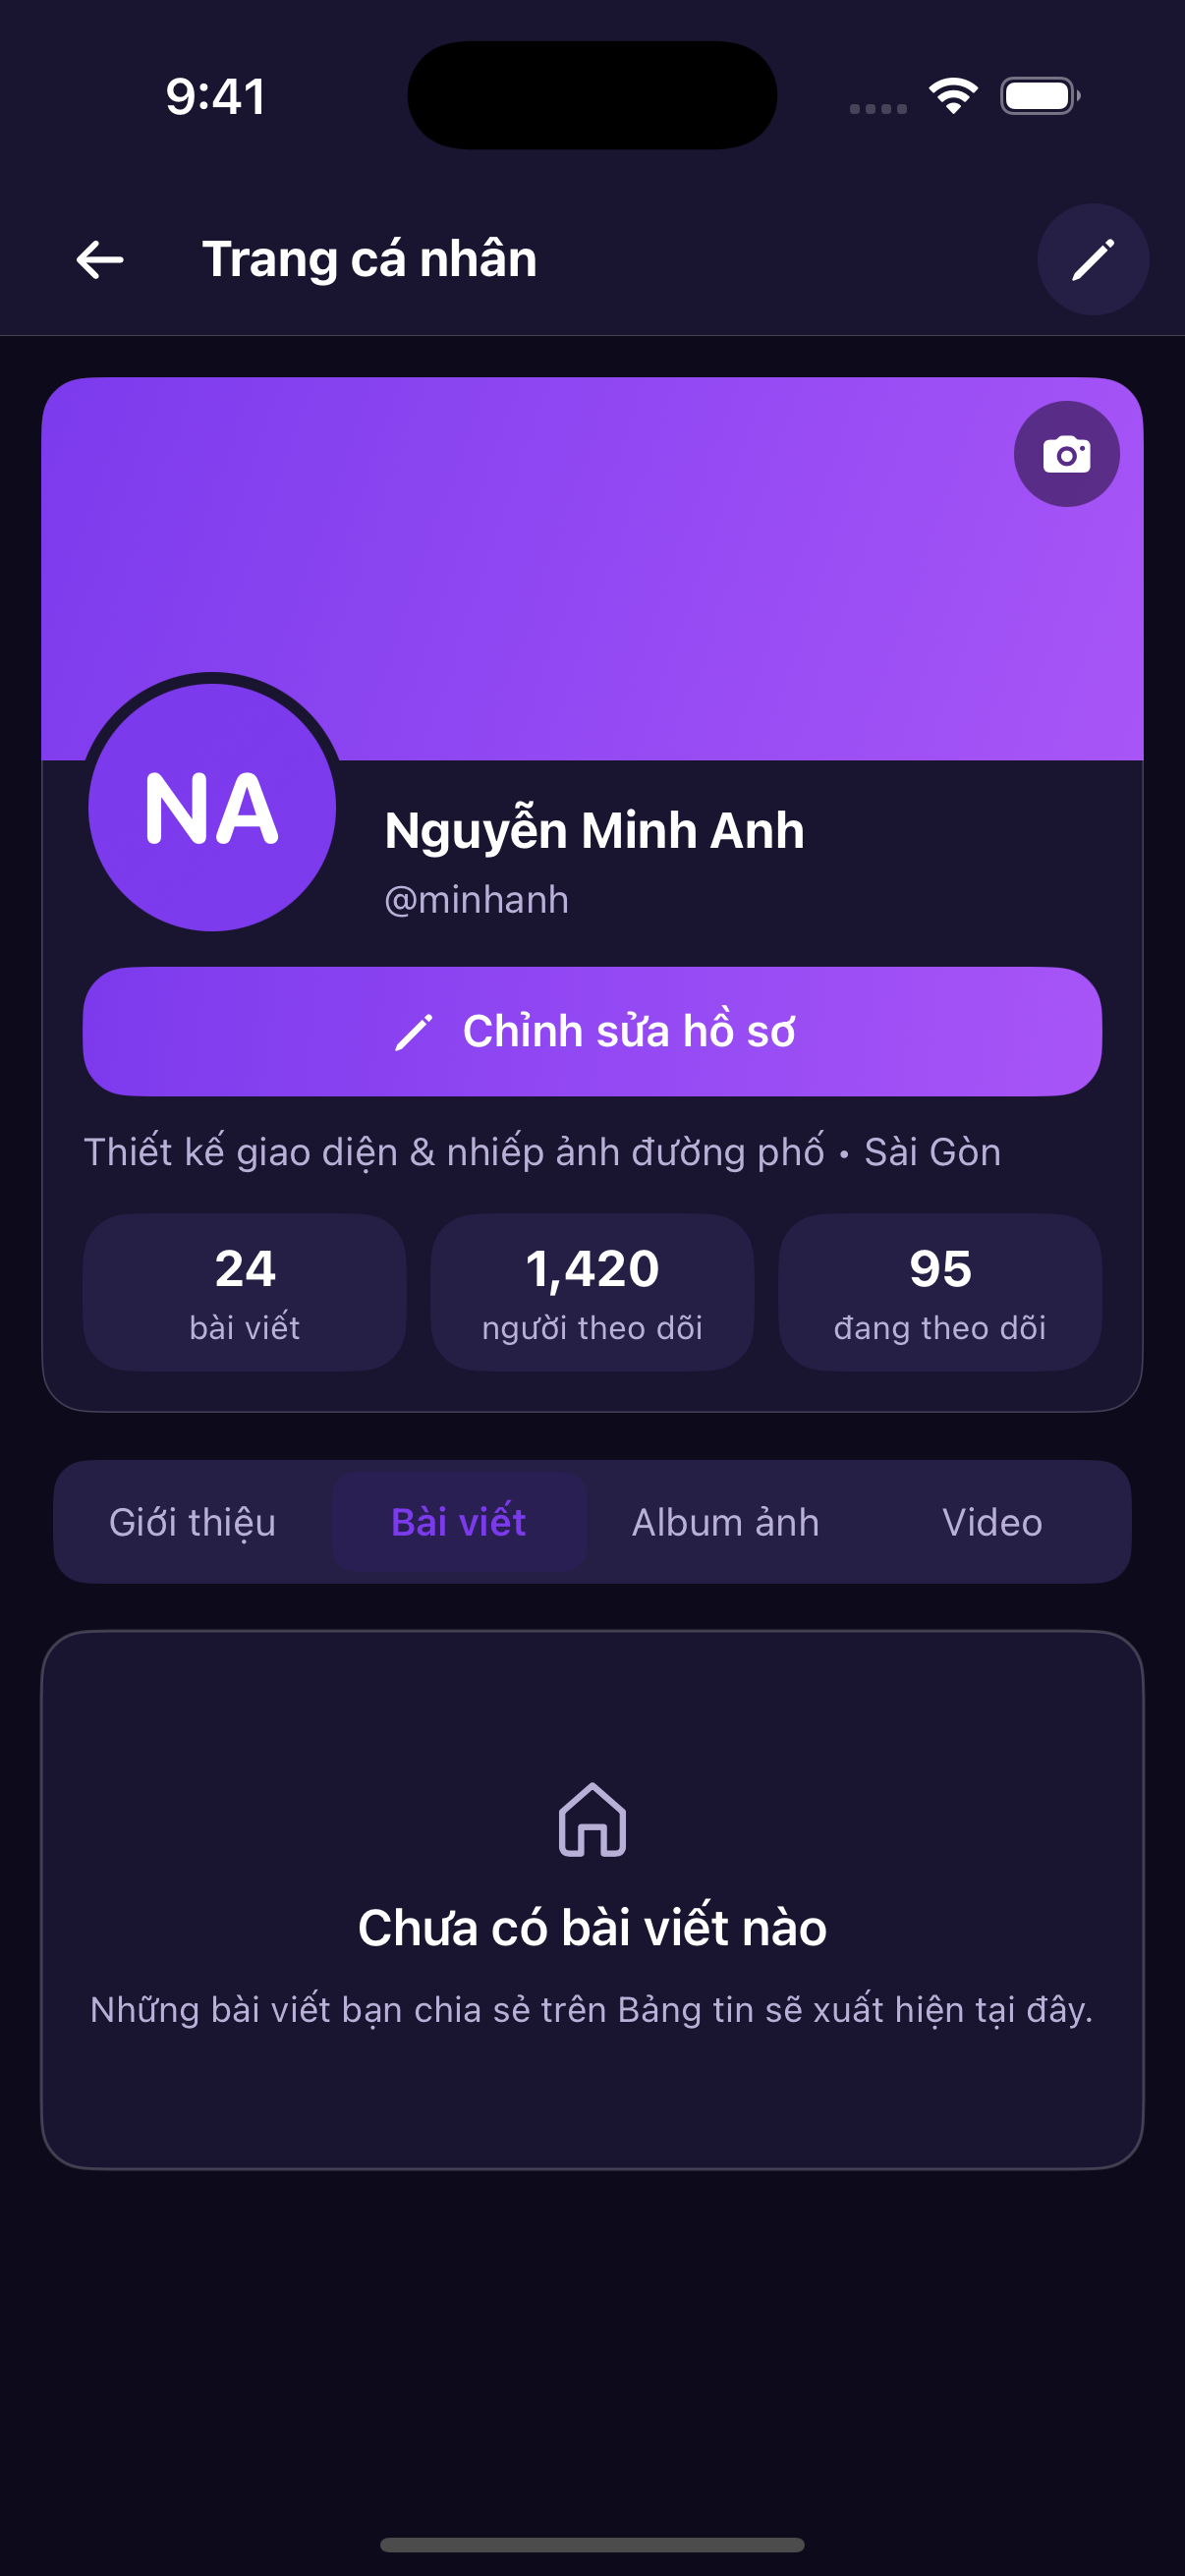 9:41
Trang cá nhân
NA
Nguyễn Minh Anh
@minhanh
Chỉnh sửa hồ sơ
Thiết kế giao diện & nhiếp ảnh đường phố • Sài Gòn
24
bài viết
1,420
người theo dõi
95
đang theo dõi
Giới thiệu
Bài viết
Album ảnh
Video
Chưa có bài viết nào
Những bài viết bạn chia sẻ trên Bảng tin sẽ xuất hiện tại đây.